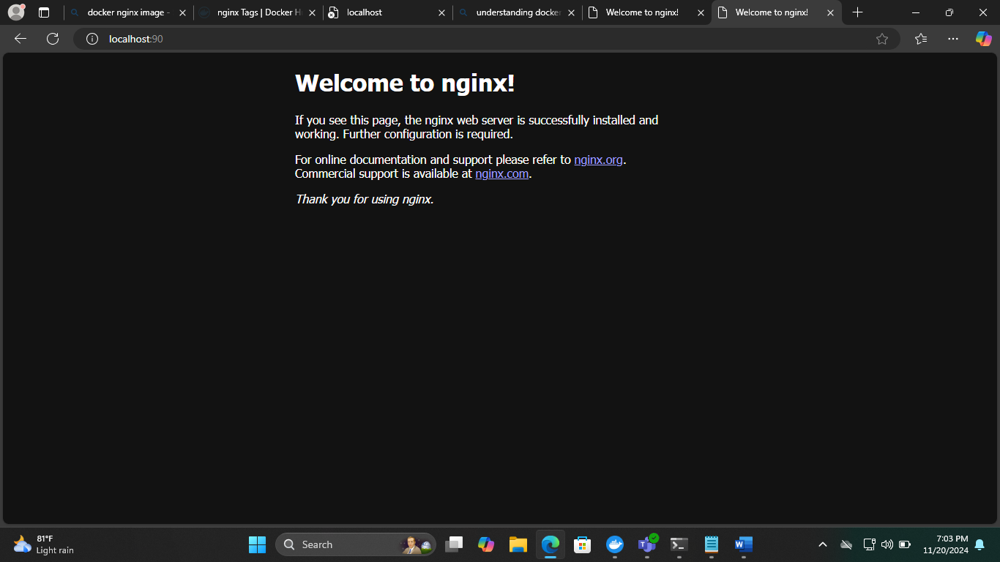 docker nginx image -
nginx Tags | Docker H
localhost
understanding docker
Welcome to nginx!
Welcome to nginx!
localhost:90
Welcome to nginx!
If you see this page, the nginx web server is successfully installed and
working. Further configuration is required.
For online documentation and support please refer to nginx.org.
Commercial support is available at nginx.com.
Thank you for using nginx.
81°F
Light rain
Search
7:03 PM
11/20/2024